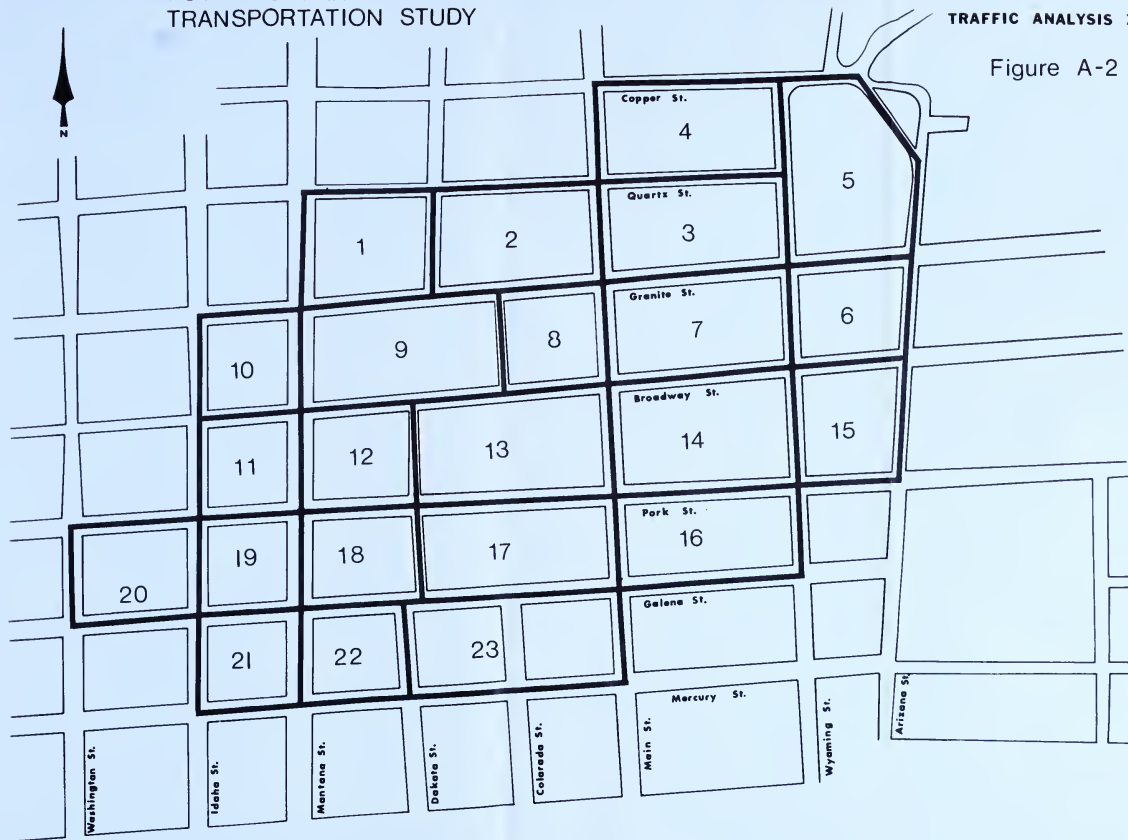 TRANSPORTATION STUDY
TRAFFIC ANALYSIS
Figure A-2
N
Copper St.
4
5
Quartz St.
1
2
3
Granite St.
6
7
8
9
10
Broadway St.
11
12
13
14
15
Park St.
16
17
18
19
20
Galena St.
21
22
23
Mercury St.
Washington St.
Idaho St.
Montana St.
Dakota St.
Colorado St.
Main St.
Wyoming St.
Arizona St.